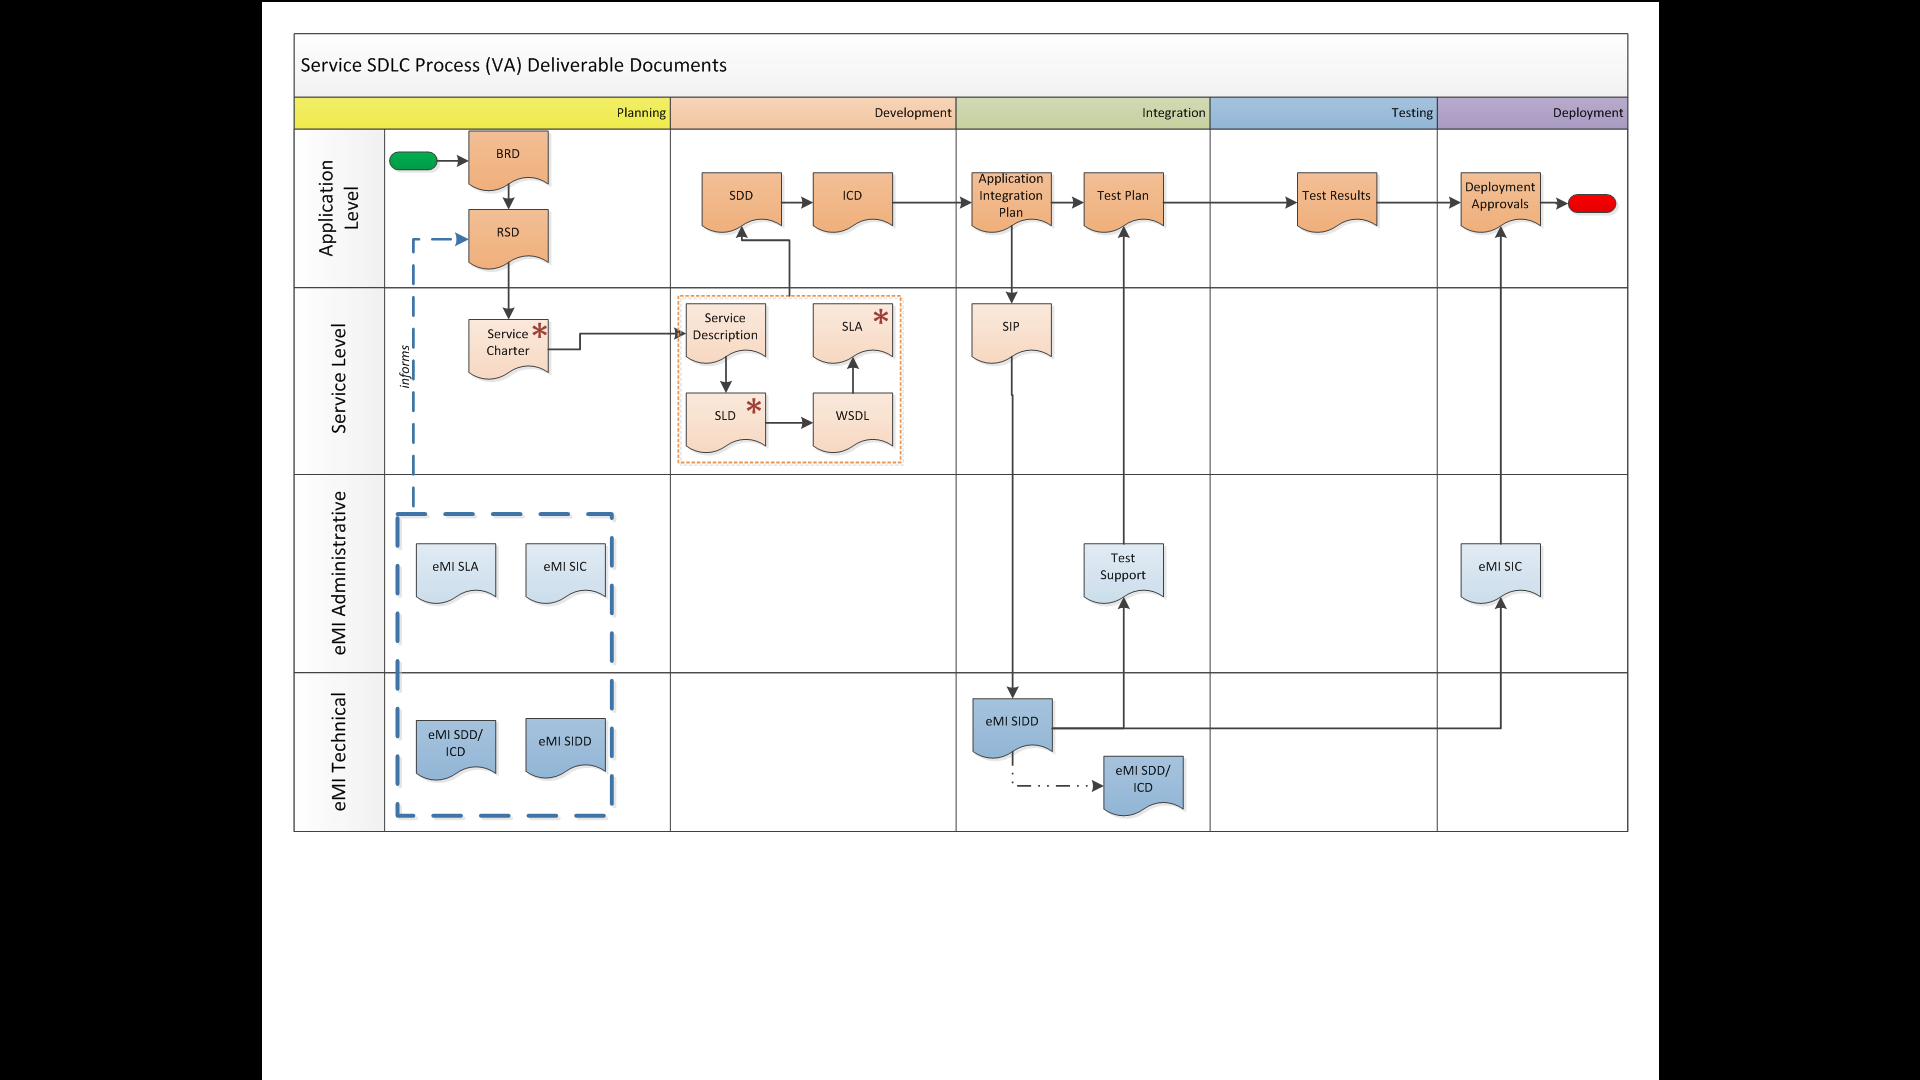 Service SDLC Process (VA) Deliverable Documents
Planning
Development
Integration
Testing
Deployment
Application
Level
BRD
RSD
SDD
ICD
Application
Integration
Plan
Test Plan
Test Results
Deployment
Approvals
Service Level
informs
Service *
Charter
Service
Description
SLA *
SLD *
WSDL
SIP
eMI Administrative
eMI SLA
eMI SIC
Test
Support
eMI SIC
eMI Technical
eMI SDD/
ICD
eMI SIDD
eMI SIDD
eMI SDD/
ICD